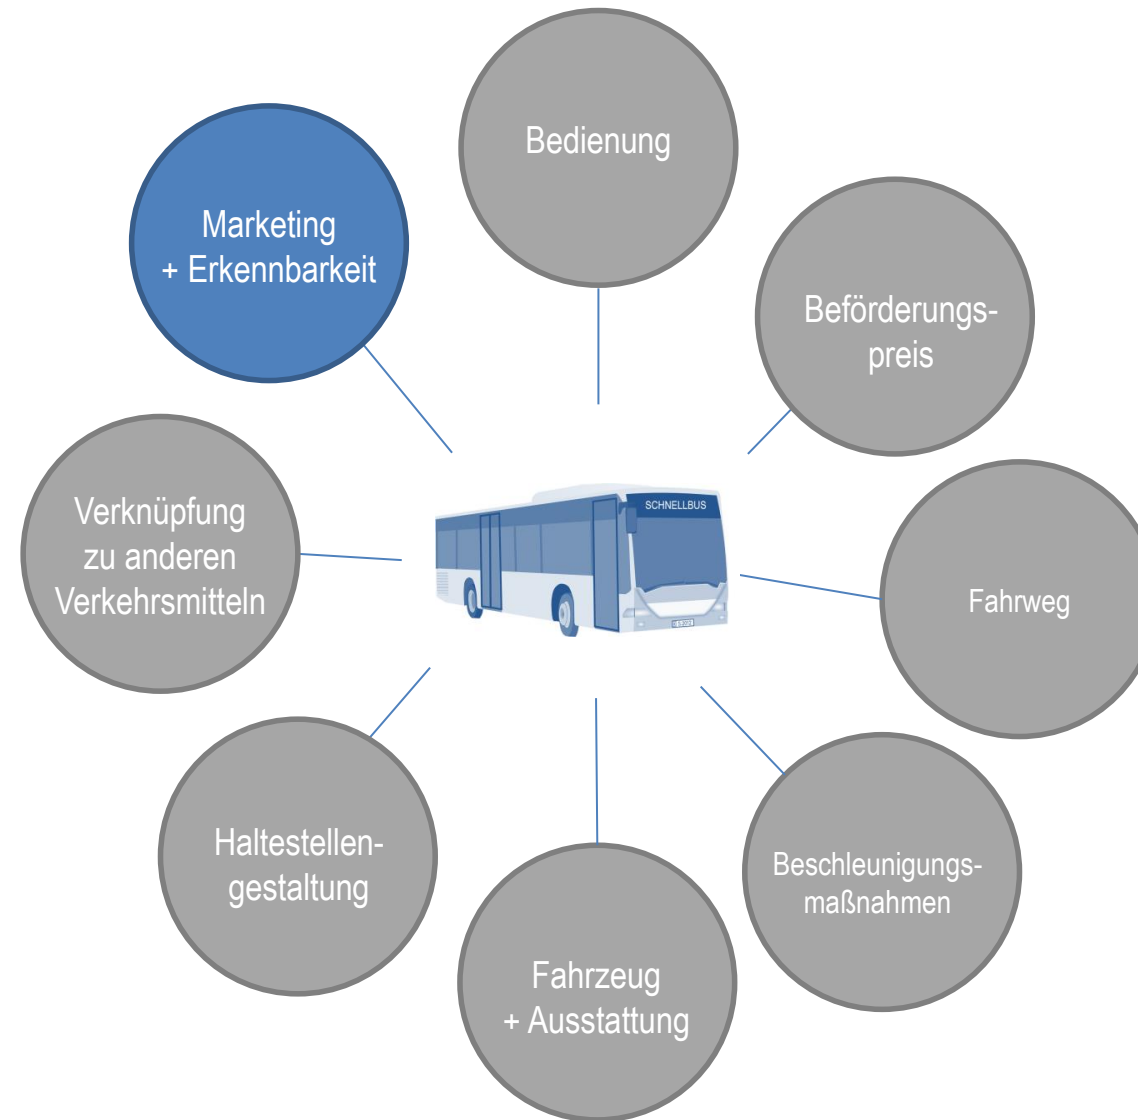 Bedienung
Marketing
+ Erkennbarkeit
Beförderungs-
preis
Verknüpfung
zu anderen
Verkehrsmitteln
SCHNELLBUS
Fahrweg
Haltestellen-
gestaltung
Beschleunigungs-
maßnahmen
Fahrzeug
+ Ausstattung